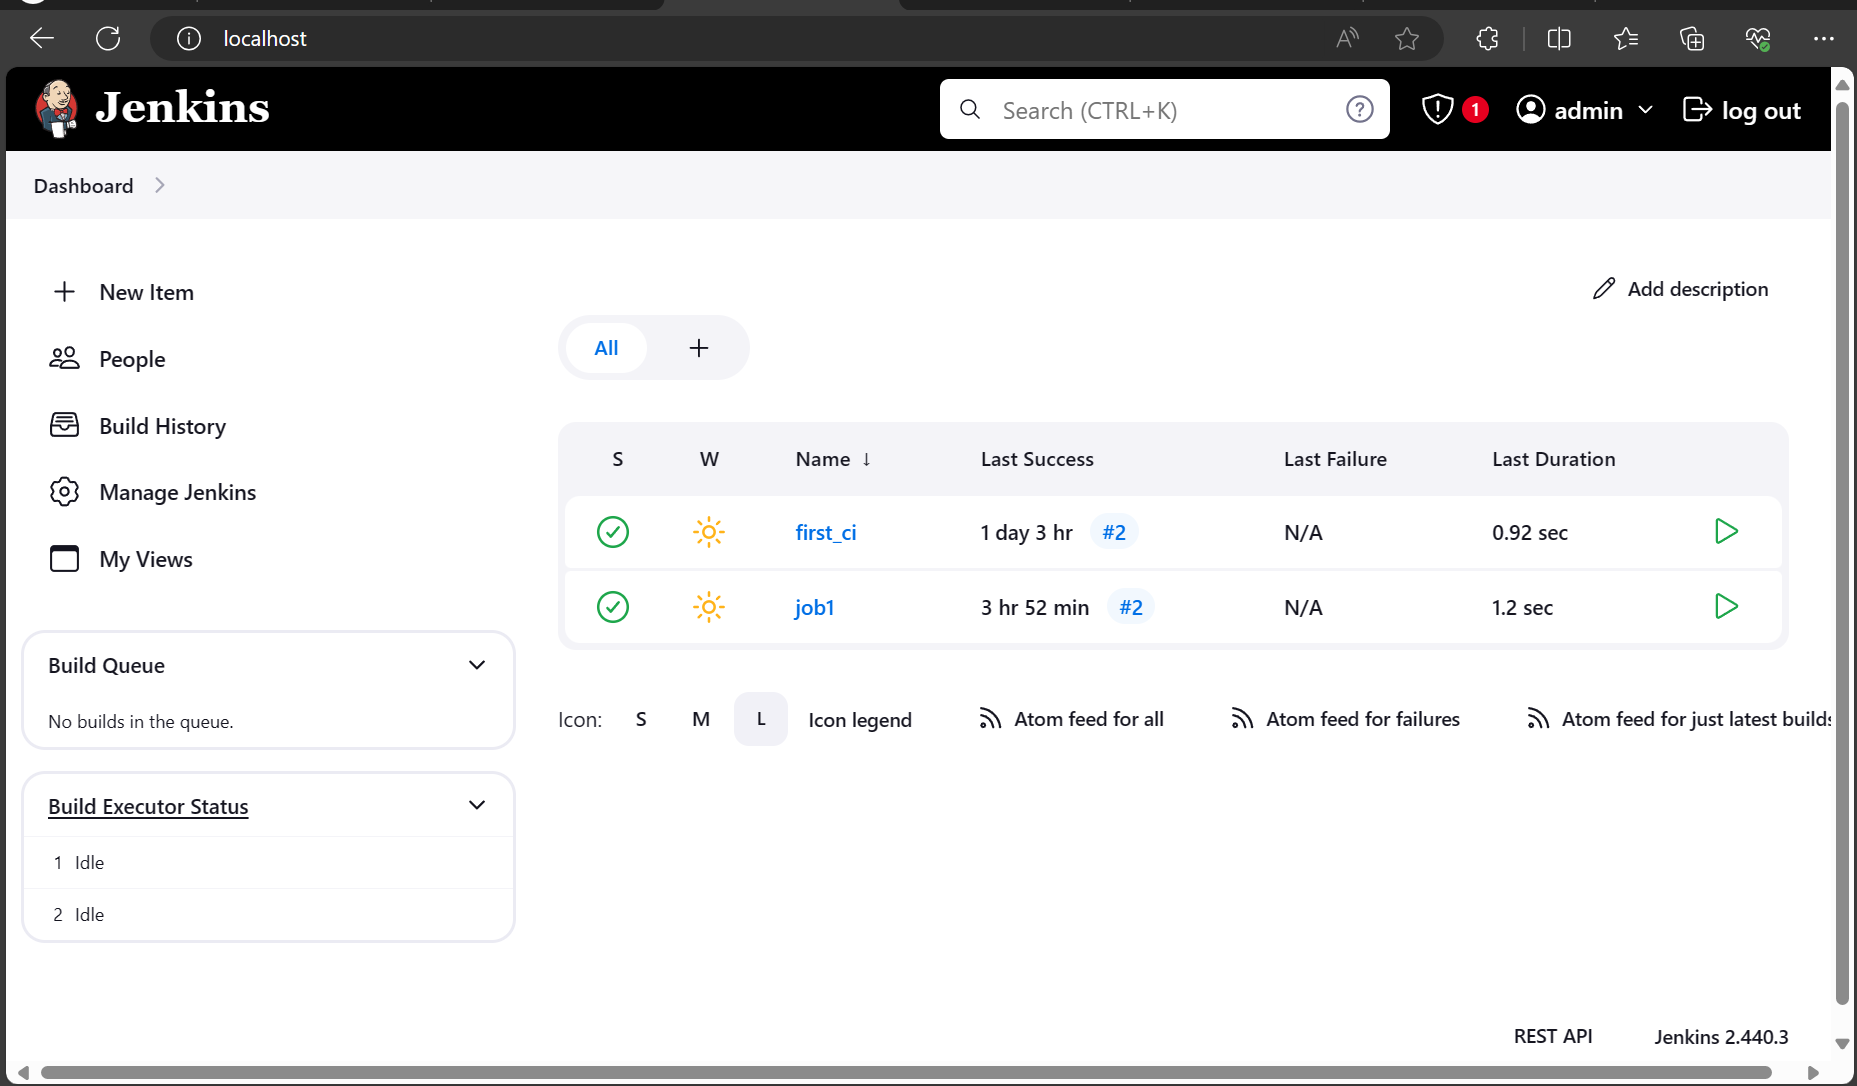 localhost
Jenkins
Search (CTRL+K)
1
admin
log out
Dashboard
New Item
People
Build History
Manage Jenkins
My Views
Build Queue
No builds in the queue.
Build Executor Status
1 Idle
2 Idle
Add description
All
S W Name ↓ Last Success Last Failure Last Duration
first_ci 1 day 3 hr #2 N/A 0.92 sec
job1 3 hr 52 min #2 N/A 1.2 sec
Icon: S M L Icon legend Atom feed for all Atom feed for failures Atom feed for just latest builds
REST API Jenkins 2.440.3